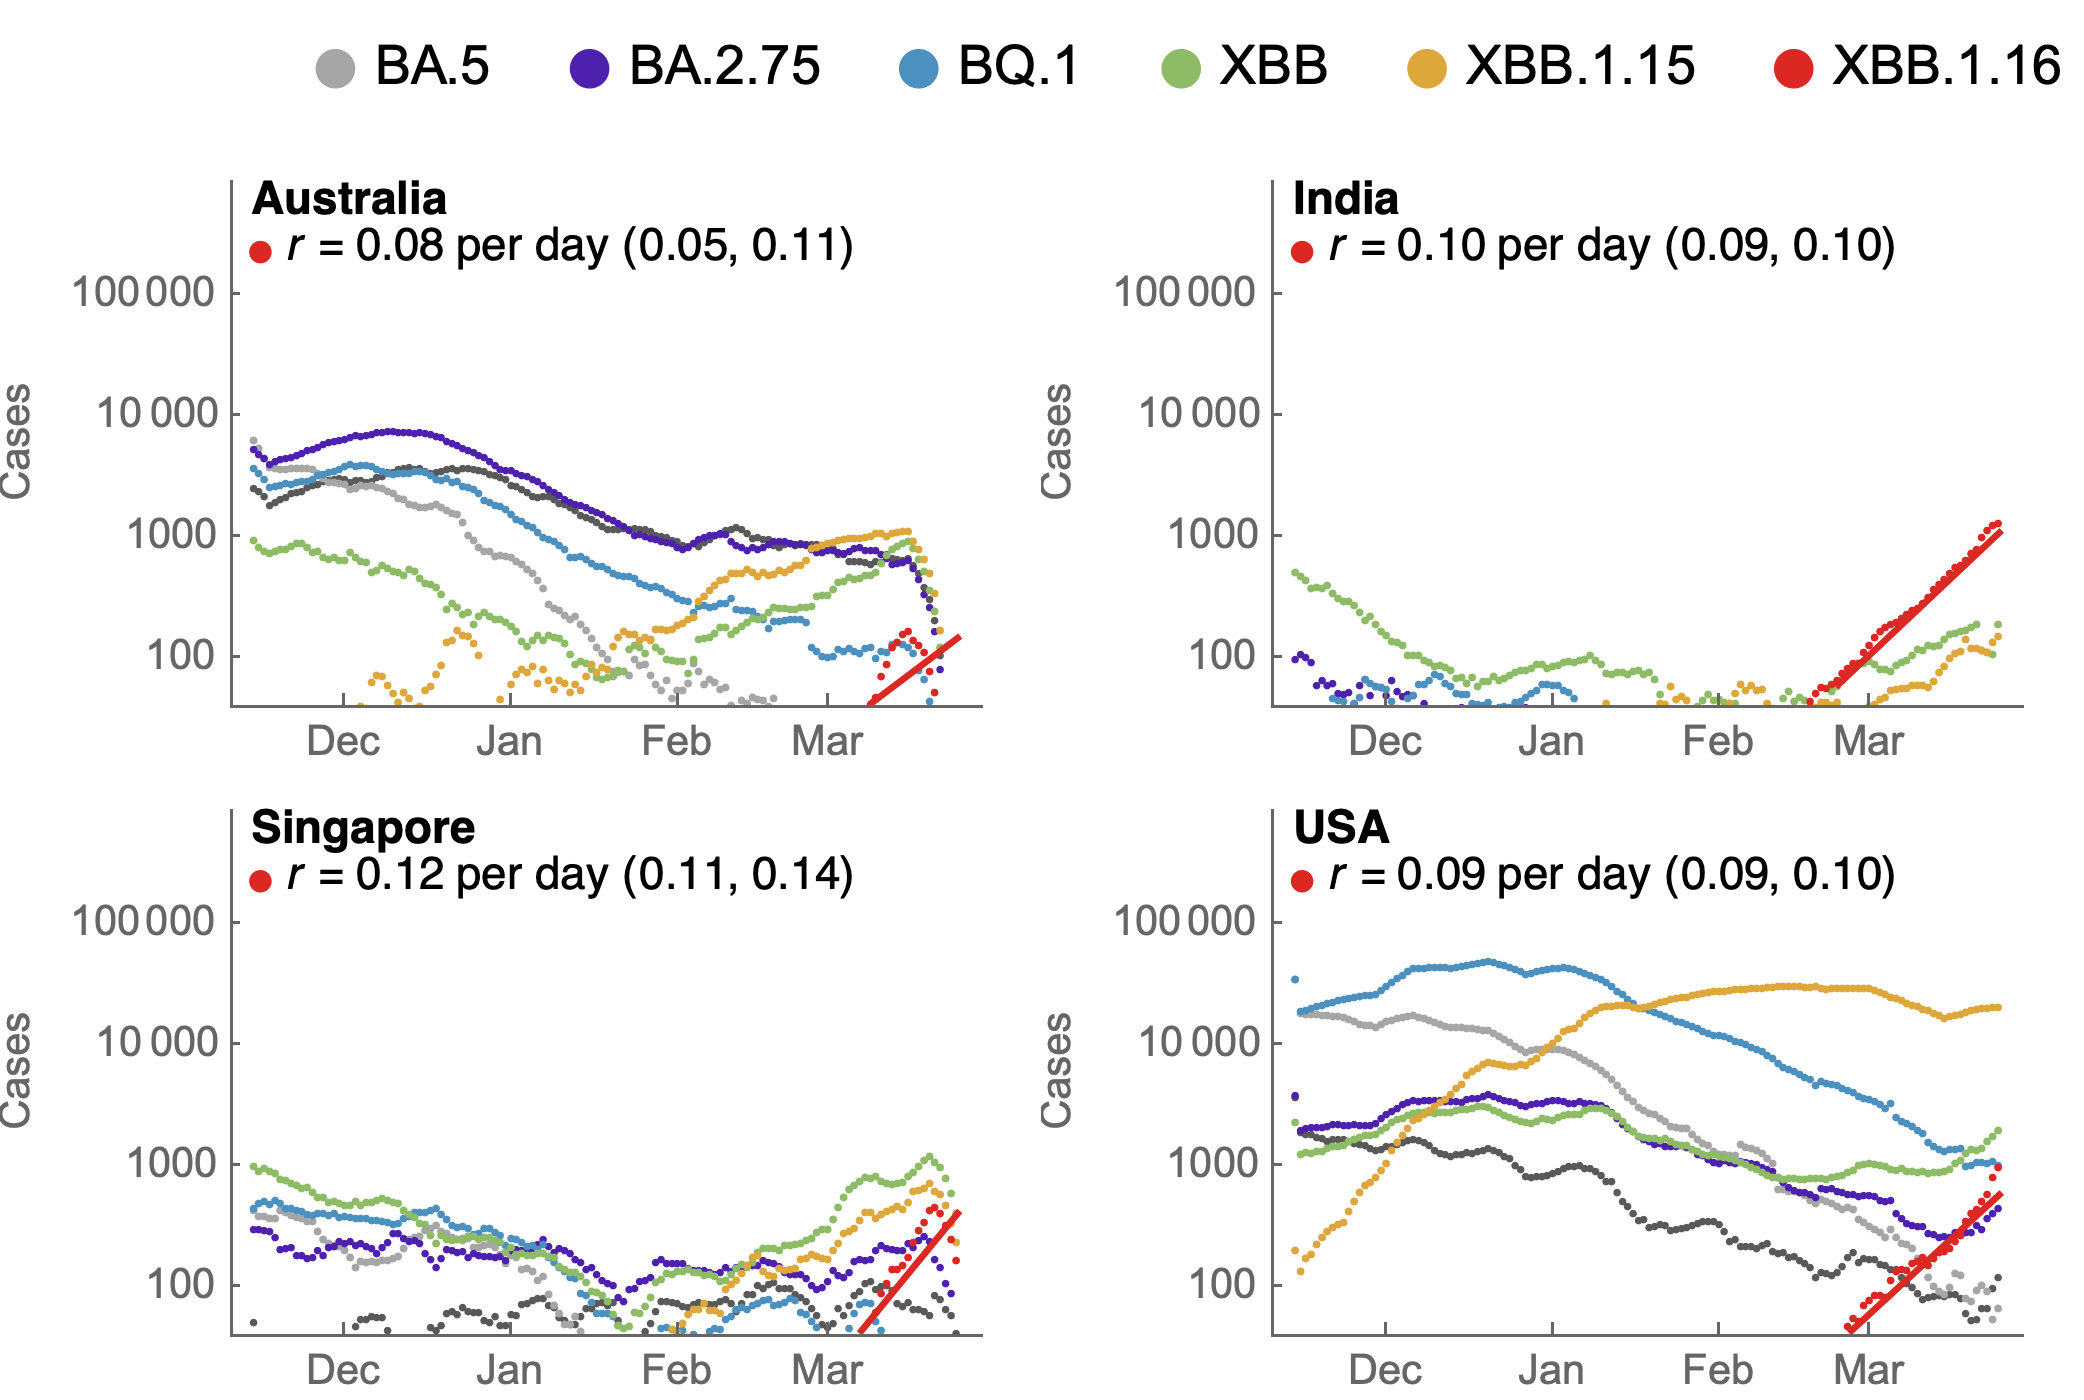 BA.5 BA.2.75 BQ.1 XBB XBB.1.15 XBB.1.16
Australia
r = 0.08 per day (0.05, 0.11)
100 000
10 000
1000
100
Cases
Dec Jan Feb Mar
India
r = 0.10 per day (0.09, 0.10)
100 000
10 000
1000
100
Cases
Dec Jan Feb Mar
Singapore
r = 0.12 per day (0.11, 0.14)
100 000
10 000
1000
100
Cases
Dec Jan Feb Mar
USA
r = 0.09 per day (0.09, 0.10)
100 000
10 000
1000
100
Cases
Dec Jan Feb Mar